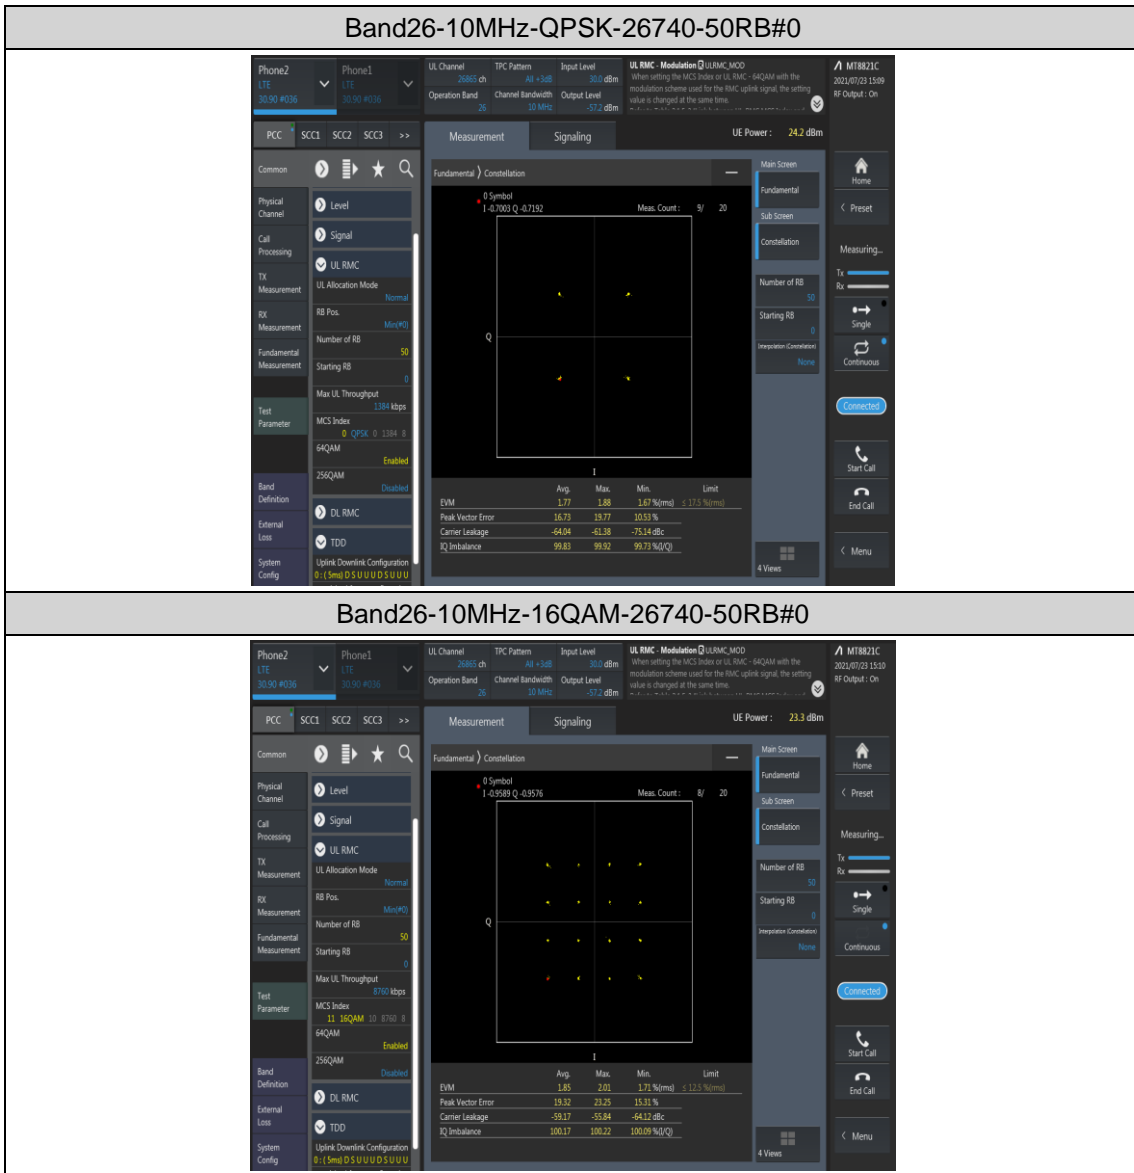 Band26-10MHz-QPSK-26740-50RB#0
Phone2
LTE
30.90 #036
Phone1
LTE
30.90 #036
UL Channel
26865 ch
TPC Pattern
All +3dB
Input Level
30.0 dBm
Operation Band
26
Channel Bandwidth
10 MHz
Output Level
-57.2 dBm
UL RMC - Modulation ULRMC_MOD
When setting the MCS Index or UL RMC - 64QAM with the
modulation scheme used for the RMC uplink signal, the setting
value is changed at the same time.
MT8821C
2021/07/23 15:09
RF Output : On
PCC SCC1 SCC2 SCC3 >>
Measurement
Signaling
UE Power : 24.2 dBm
Common
Physical
Channel
Call
Processing
TX
Measurement
RX
Measurement
Fundamental
Measurement
Test
Parameter
Band
Definition
External
Loss
System
Config
Level
Signal
UL RMC
UL Allocation Mode
Normal
RB Pos.
Min(#0)
Number of RB
50
Starting RB
0
Max UL Throughput
1384 kbps
MCS Index
0 QPSK 0 1384 8
64QAM
Enabled
256QAM
Disabled
DL RMC
TDD
Uplink Downlink Configuration
0 : ( 5ms) D S U U U D S U U U
Fundamental 〉 Constellation
0 Symbol
I -0.7003 Q -0.7192
Meas. Count : 9/ 20
Q
I
Avg. Max. Min. Limit
EVM 1.77 1.88 1.67 %(rms) ≤ 17.5 %(rms)
Peak Vector Error 16.73 19.77 10.53 %
Carrier Leakage -64.04 -61.38 -75.14 dBc
IQ Imbalance 99.83 99.92 99.73 %(I/Q)
Main Screen
Fundamental
Sub Screen
Constellation
Number of RB
50
Starting RB
0
Interpolation (Constellation)
None
4 Views
Home
< Preset
Measuring...
Tx
Rx
Single
Continuous
Connected
Start Call
End Call
< Menu
Band26-10MHz-16QAM-26740-50RB#0
Phone2
LTE
30.90 #036
Phone1
LTE
30.90 #036
UL Channel
26865 ch
TPC Pattern
All +3dB
Input Level
30.0 dBm
Operation Band
26
Channel Bandwidth
10 MHz
Output Level
-57.2 dBm
UL RMC - Modulation ULRMC_MOD
When setting the MCS Index or UL RMC - 64QAM with the
modulation scheme used for the RMC uplink signal, the setting
value is changed at the same time.
MT8821C
2021/07/23 15:10
RF Output : On
PCC SCC1 SCC2 SCC3 >>
Measurement
Signaling
UE Power : 23.3 dBm
Common
Physical
Channel
Call
Processing
TX
Measurement
RX
Measurement
Fundamental
Measurement
Test
Parameter
Band
Definition
External
Loss
System
Config
Level
Signal
UL RMC
UL Allocation Mode
Normal
RB Pos.
Min(#0)
Number of RB
50
Starting RB
0
Max UL Throughput
8760 kbps
MCS Index
11 16QAM 10 8760 8
64QAM
Enabled
256QAM
Disabled
DL RMC
TDD
Uplink Downlink Configuration
0 : ( 5ms) D S U U U D S U U U
Fundamental 〉 Constellation
0 Symbol
I -0.9589 Q -0.9576
Meas. Count : 8/ 20
Q
I
Avg. Max. Min. Limit
EVM 1.85 2.01 1.71 %(rms) ≤ 12.5 %(rms)
Peak Vector Error 19.32 23.25 15.31 %
Carrier Leakage -59.17 -55.84 -64.12 dBc
IQ Imbalance 100.17 100.22 100.09 %(I/Q)
Main Screen
Fundamental
Sub Screen
Constellation
Number of RB
50
Starting RB
0
Interpolation (Constellation)
None
4 Views
Home
< Preset
Measuring...
Tx
Rx
Single
Continuous
Connected
Start Call
End Call
< Menu